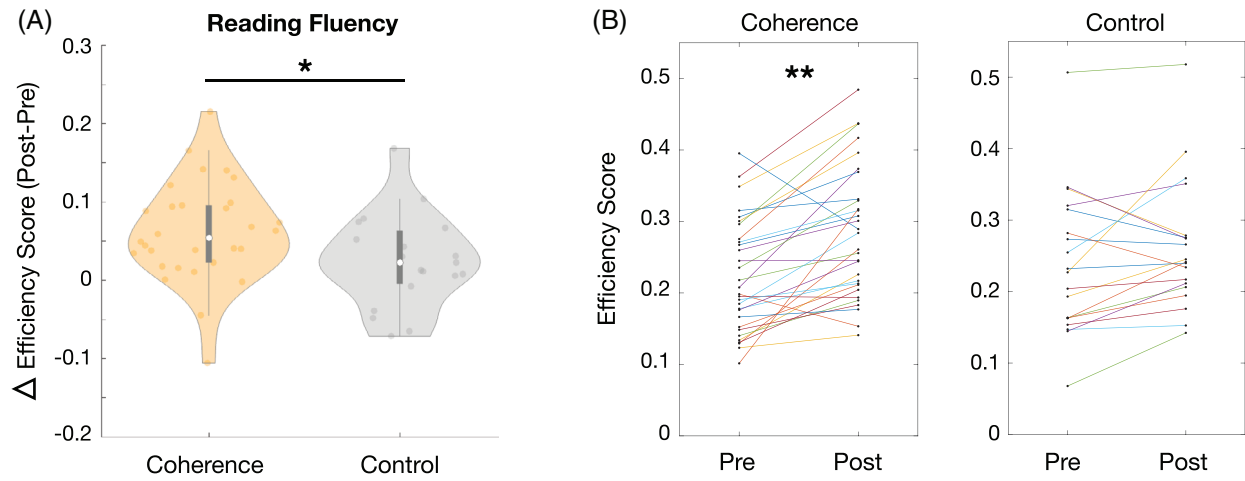 (A)
Reading Fluency
*
Δ Efficiency Score (Post-Pre)
0.3
0.2
0.1
0
-0.1
-0.2
Coherence
Control
(B)
Coherence
**
Efficiency Score
0.5
0.4
0.3
0.2
0.1
0
Pre
Post
Control
0.5
0.4
0.3
0.2
0.1
0
Pre
Post